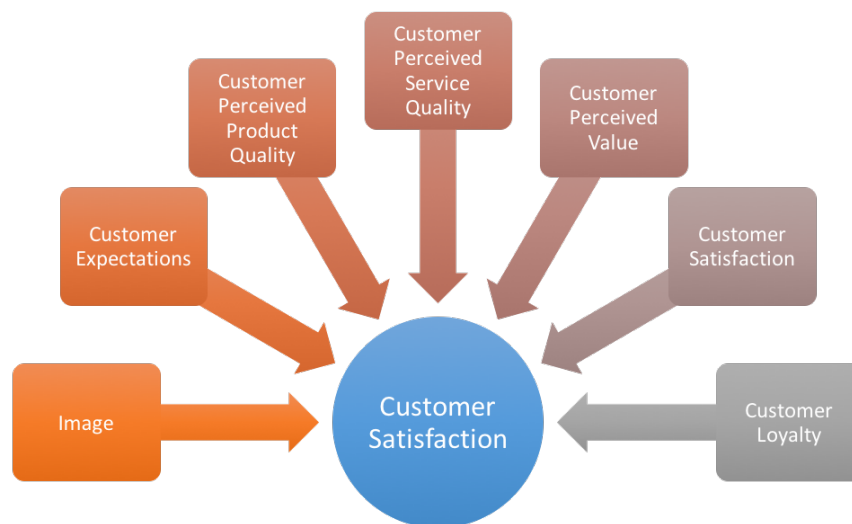 Customer
Perceived
Service
Quality
Customer
Perceived
Product
Quality
Customer
Perceived
Value
Customer
Expectations
Customer
Satisfaction
Image
Customer
Satisfaction
Customer
Loyalty